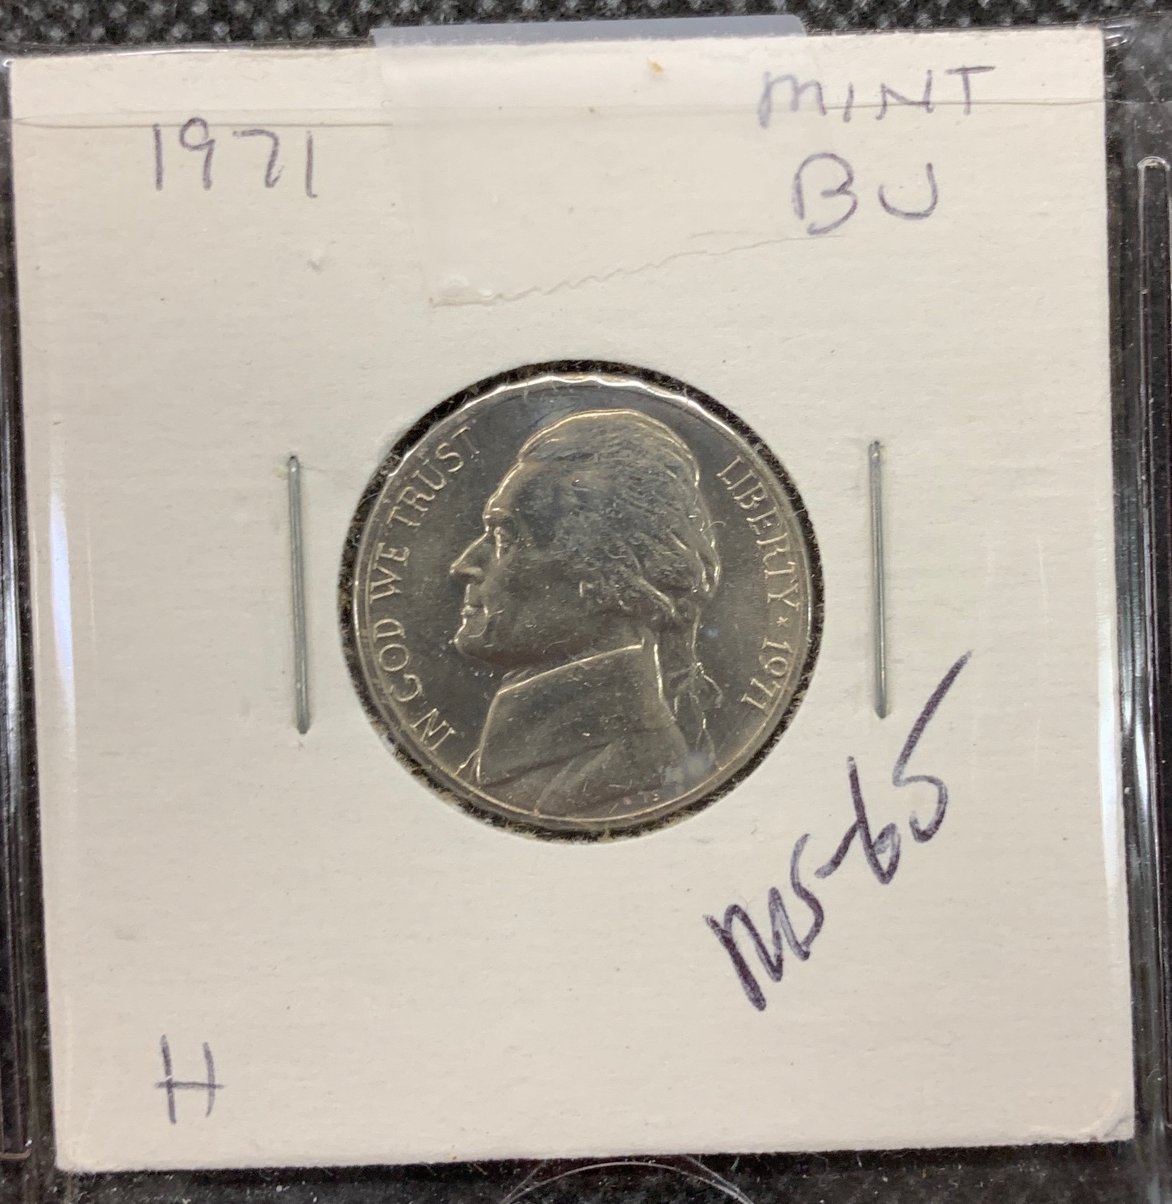 1971
MINT
BU
IN GOD WE TRUST
LIBERTY ★ 1971
MS-65
H